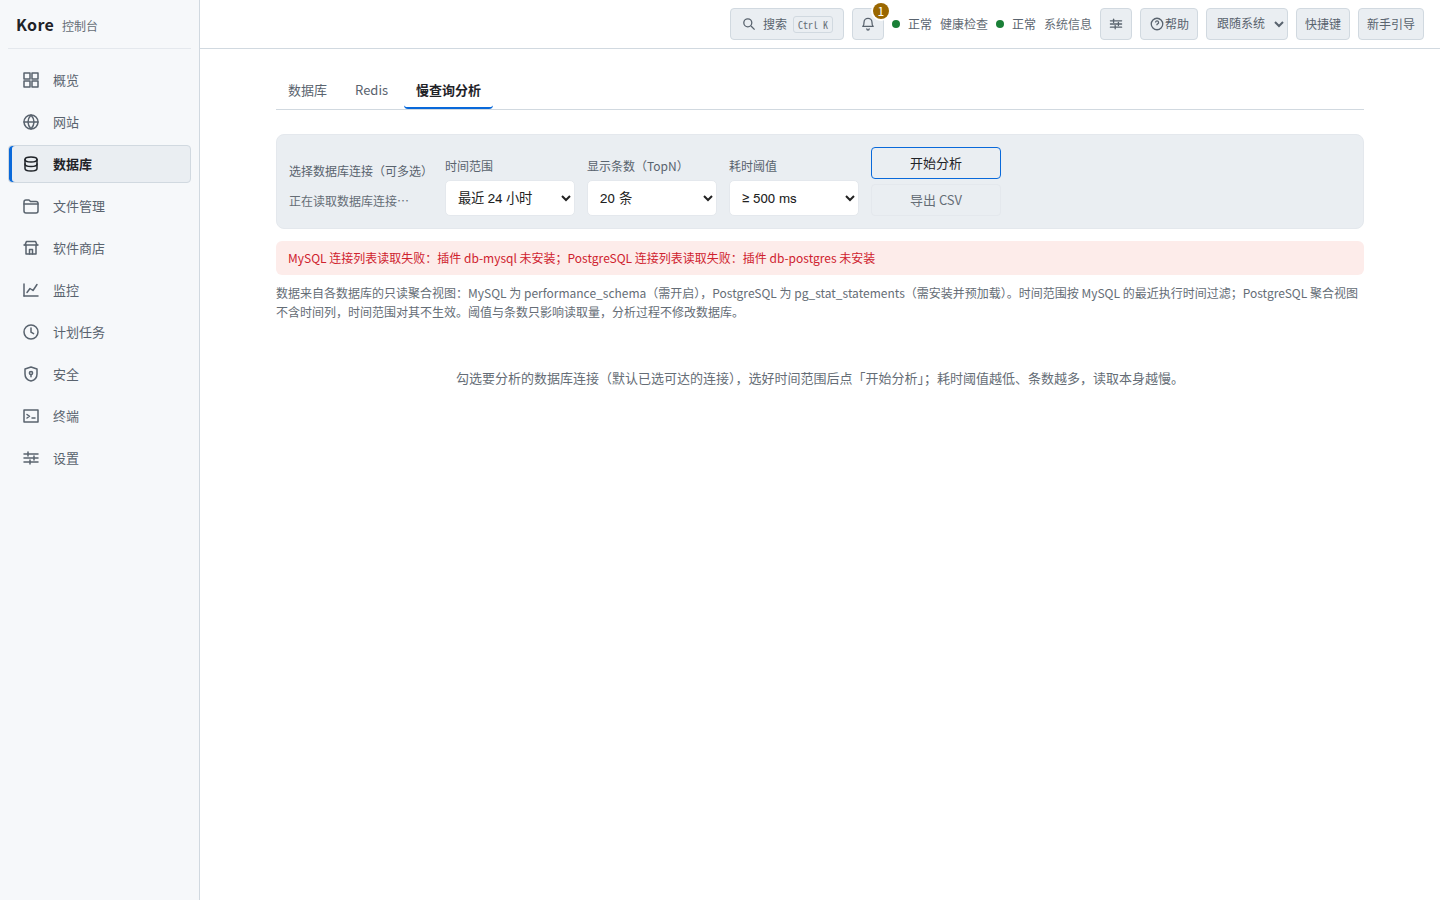 Kore 控制台
搜索 Ctrl K
1
正常 健康检查
正常 系统信息
帮助
跟随系统
快捷键
新手引导
概览
网站
数据库
文件管理
软件商店
监控
计划任务
安全
终端
设置
数据库 Redis 慢查询分析
选择数据库连接（可多选）
正在读取数据库连接…
时间范围
最近 24 小时
显示条数（TopN）
20 条
耗时阈值
≥ 500 ms
开始分析
导出 CSV
MySQL 连接列表读取失败：插件 db-mysql 未安装；PostgreSQL 连接列表读取失败：插件 db-postgres 未安装
数据来自各数据库的只读聚合视图：MySQL 为 performance_schema（需开启），PostgreSQL 为 pg_stat_statements（需安装并预加载）。时间范围按 MySQL 的最近执行时间过滤；PostgreSQL 聚合视图
不含时间列，时间范围对其不生效。阈值与条数只影响读取量，分析过程不修改数据库。
勾选要分析的数据库连接（默认已选可达的连接），选好时间范围后点「开始分析」；耗时阈值越低、条数越多，读取本身越慢。